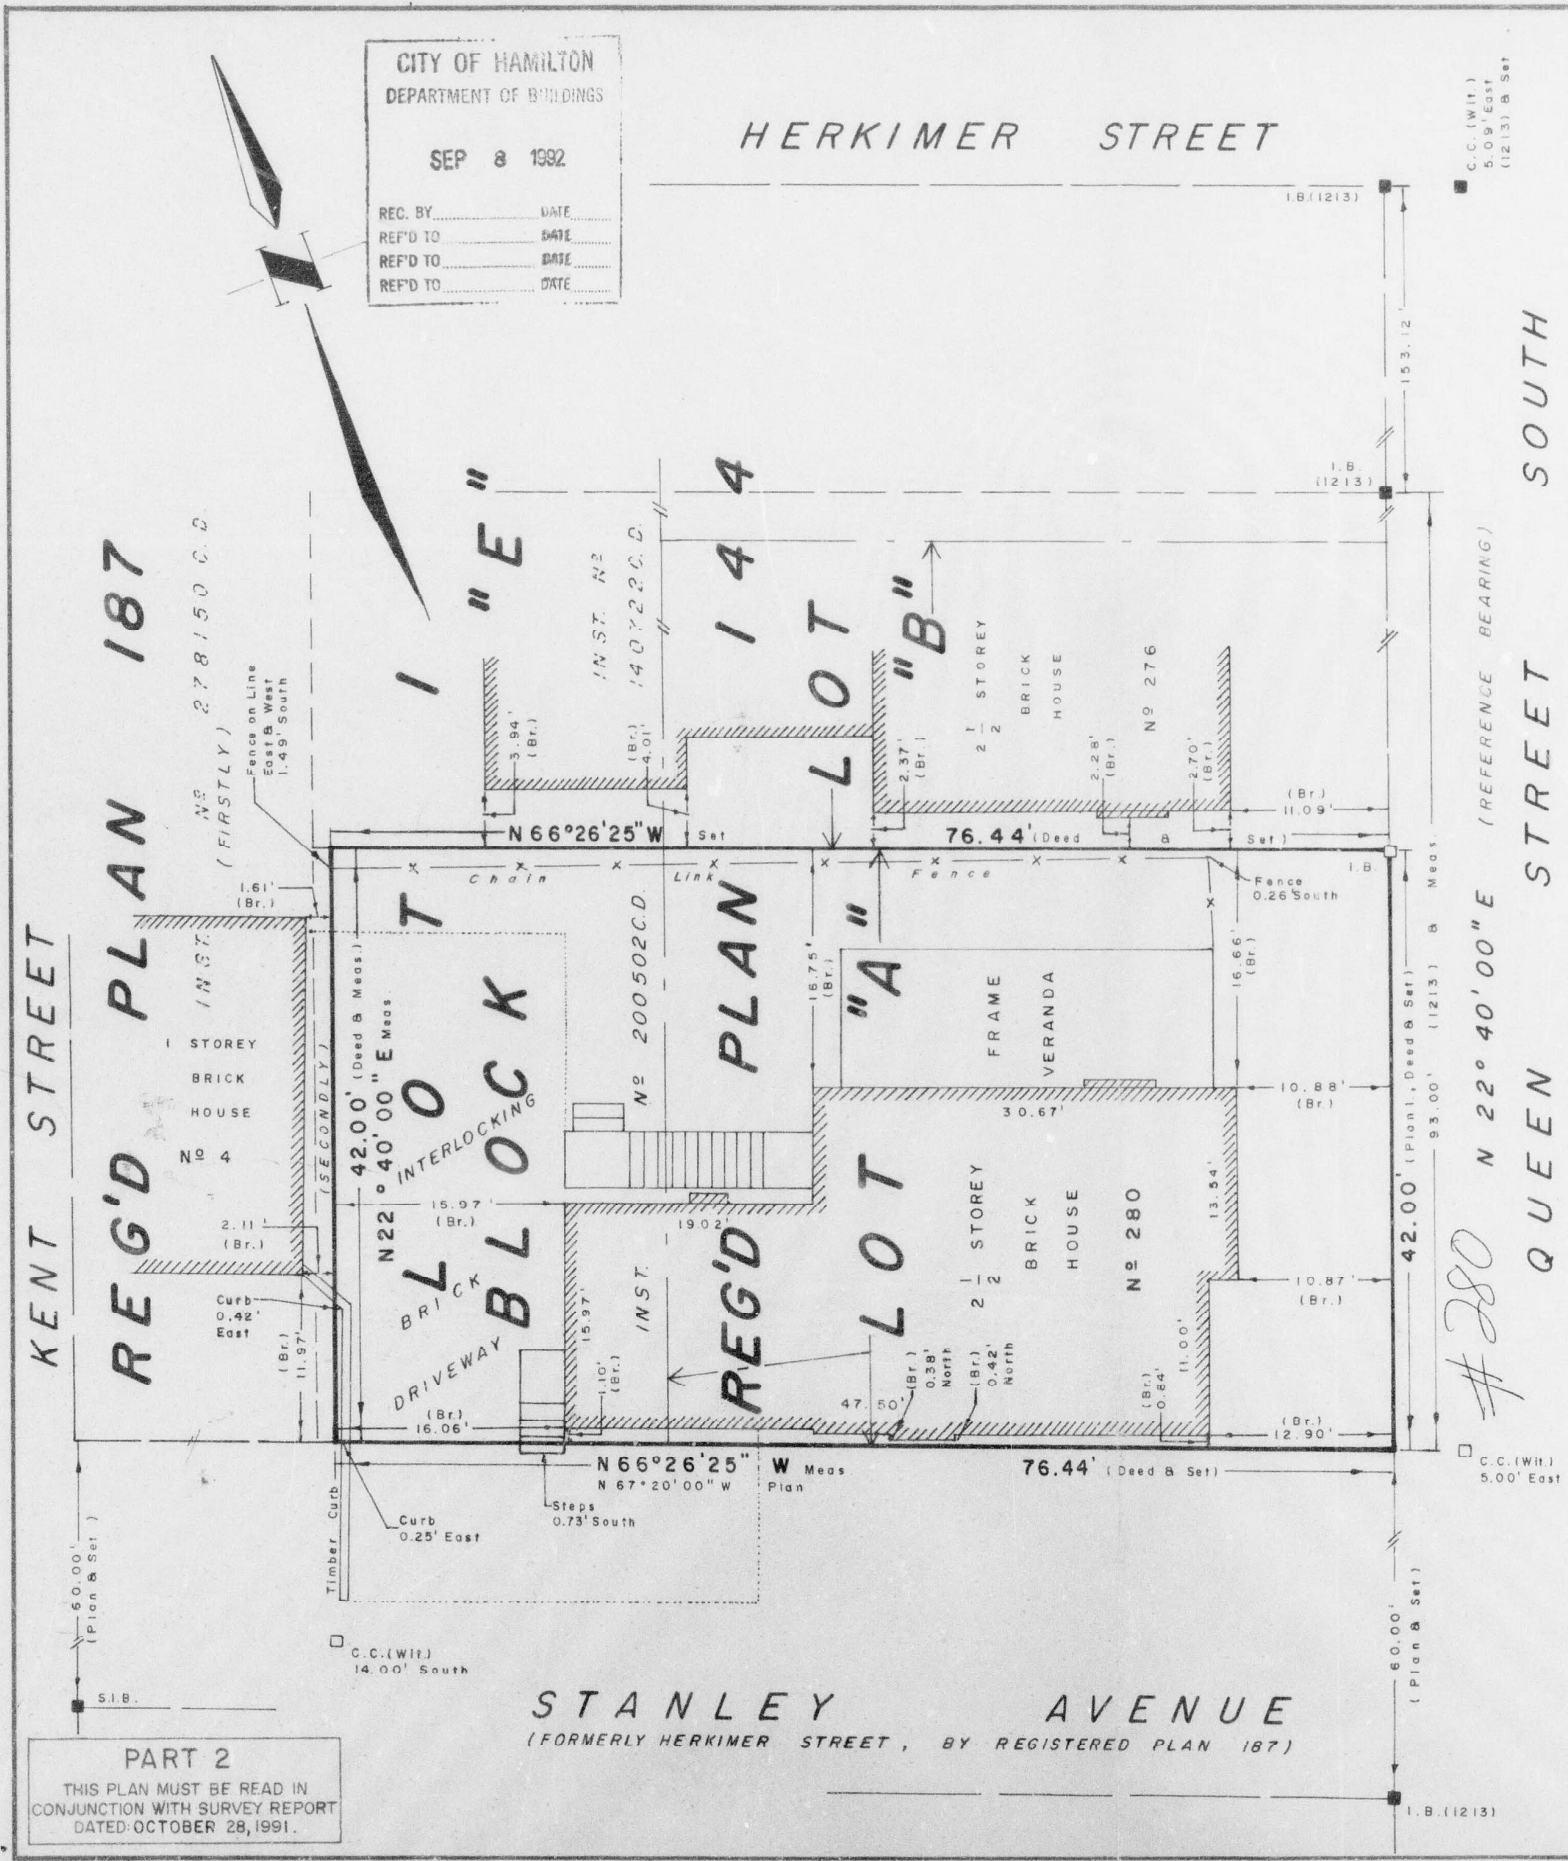 CITY OF HAMILTON
DEPARTMENT OF BUILDINGS
SEP 8 1992
REC. BY DATE
REF'D TO DATE
REF'D TO DATE
REF'D TO DATE
HERKIMER STREET
C.C.(Wit.)
5.09' East
(1213) & Set
I.B.(1213)
153.12'
I.B.
(1213)
N
QUEEN STREET SOUTH
N 22° 40' 00" E (REFERENCE BEARING)
REG'D PLAN 187
INST. Nº 278150 C.D.
(FIRSTLY)
(SECONDLY)
Fence on Line
East & West
1.49' South
LOT 1
BLOCK "E"
INST. Nº
140722 C.D.
REG'D PLAN 144
LOT "B"
2 1/2 STOREY
BRICK
HOUSE
Nº 276
3.94'
(Br.)
(Br.)
4.01'
2.37'
(Br.)
2.28'
(Br.)
2.70'
(Br.)
(Br.)
11.09'
N 66°26'25" W Set
76.44' (Deed & Set)
Chain Link Fence
Fence
0.26 South
I.B.
1.61'
(Br.)
KENT STREET
1 STOREY
BRICK
HOUSE
Nº 4
2.11'
(Br.)
Curb
0.42'
East
(Br.)
11.97'
42.00' (Deed & Meas.)
N22° 40' 00" E Meas.
INTERLOCKING
BRICK
DRIVEWAY
15.97'
(Br.)
(Br.)
16.06'
INST. Nº 200502C.D.
16.75'
(Br.)
LOT "A"
FRAME
VERANDA
16.66'
(Br.)
30.67'
10.88'
(Br.)
19.02'
15.97'
1.10'
(Br.)
2 1/2 STOREY
BRICK
HOUSE
Nº 280
13.54'
10.87'
(Br.)
11.00'
(Br.)
0.38'
North
(Br.)
0.42'
North
47.50'
(Br.)
0.84'
(Br.)
12.90'
42.00' (Plan1, Deed & Set)
93.00' (1213) & Meas.
# 280
N 66°26'25" W Meas
N 67°20'00" W Plan
76.44' (Deed & Set)
C.C.(Wit.)
5.00' East
Steps
0.73' South
Curb
0.25' East
Timber Curb
60.00'
(Plan & Set)
C.C.(Wit.)
14.00' South
S.I.B.
60.00'
(Plan & Set)
STANLEY AVENUE
(FORMERLY HERKIMER STREET, BY REGISTERED PLAN 187)
I.B.(1213)
PART 2
THIS PLAN MUST BE READ IN
CONJUNCTION WITH SURVEY REPORT
DATED: OCTOBER 28, 1991.